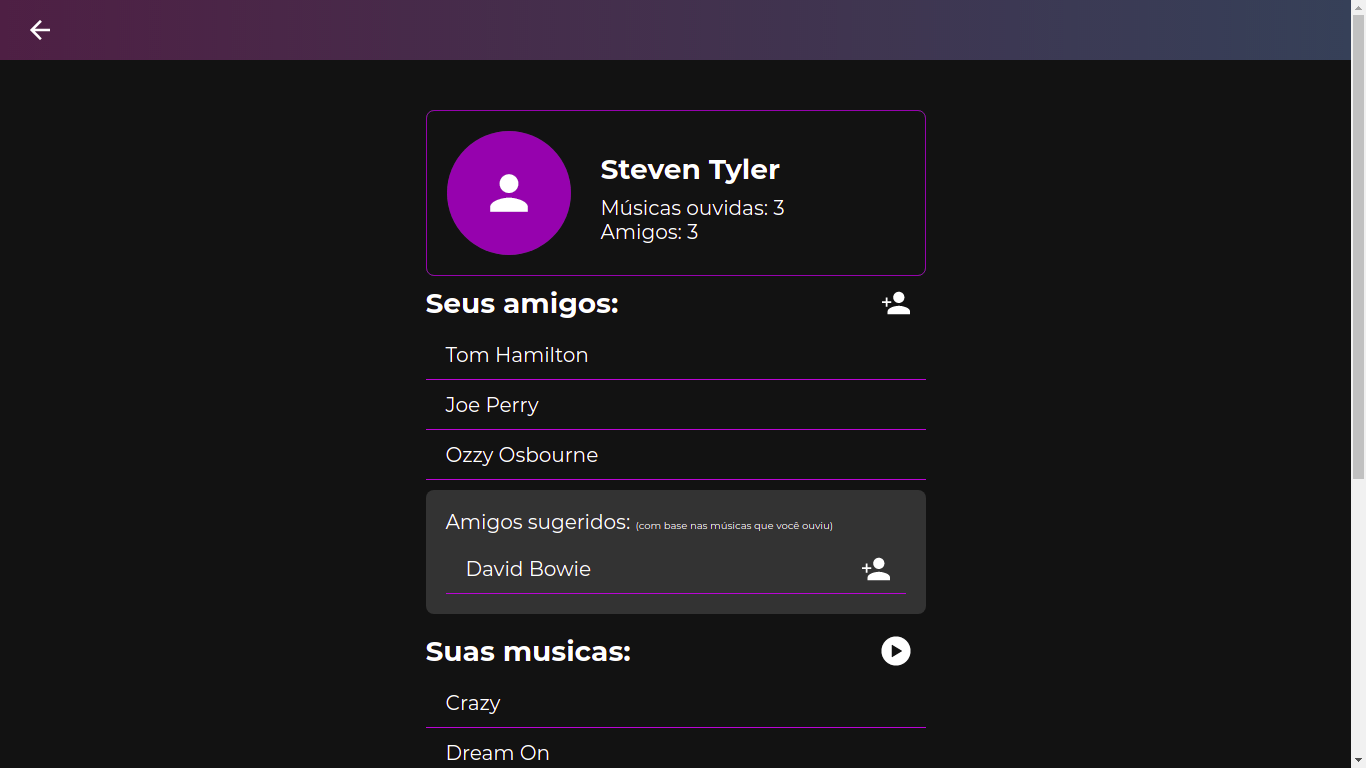 Steven Tyler
Músicas ouvidas: 3
Amigos: 3
Seus amigos:
Tom Hamilton
Joe Perry
Ozzy Osbourne
Amigos sugeridos: (com base nas músicas que você ouviu)
David Bowie
Suas musicas:
Crazy
Dream On